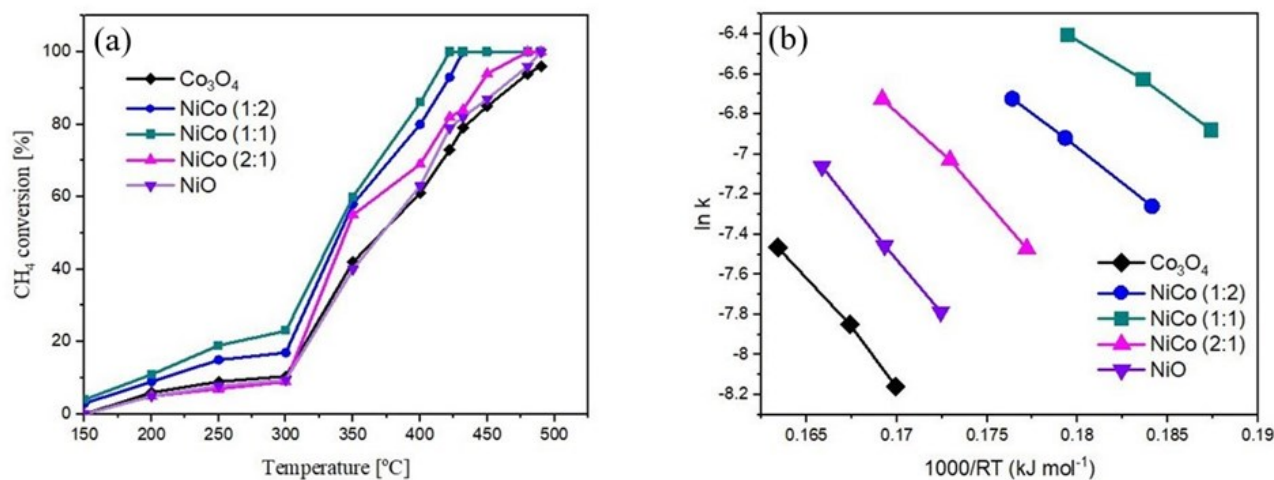 (a)
Co₃O₄
NiCo (1:2)
NiCo (1:1)
NiCo (2:1)
NiO
CH₄ conversion [%]
100
80
60
40
20
0
150 200 250 300 350 400 450 500
Temperature [ºC]
(b)
ln k
-6.2
-6.4
-6.6
-6.8
-7
-7.2
-7.4
-7.6
-7.8
-8
-8.2
Co₃O₄
NiCo (1:2)
NiCo (1:1)
NiCo (2:1)
NiO
0.165 0.17 0.175 0.18 0.185 0.19
1000/RT (kJ mol⁻¹)